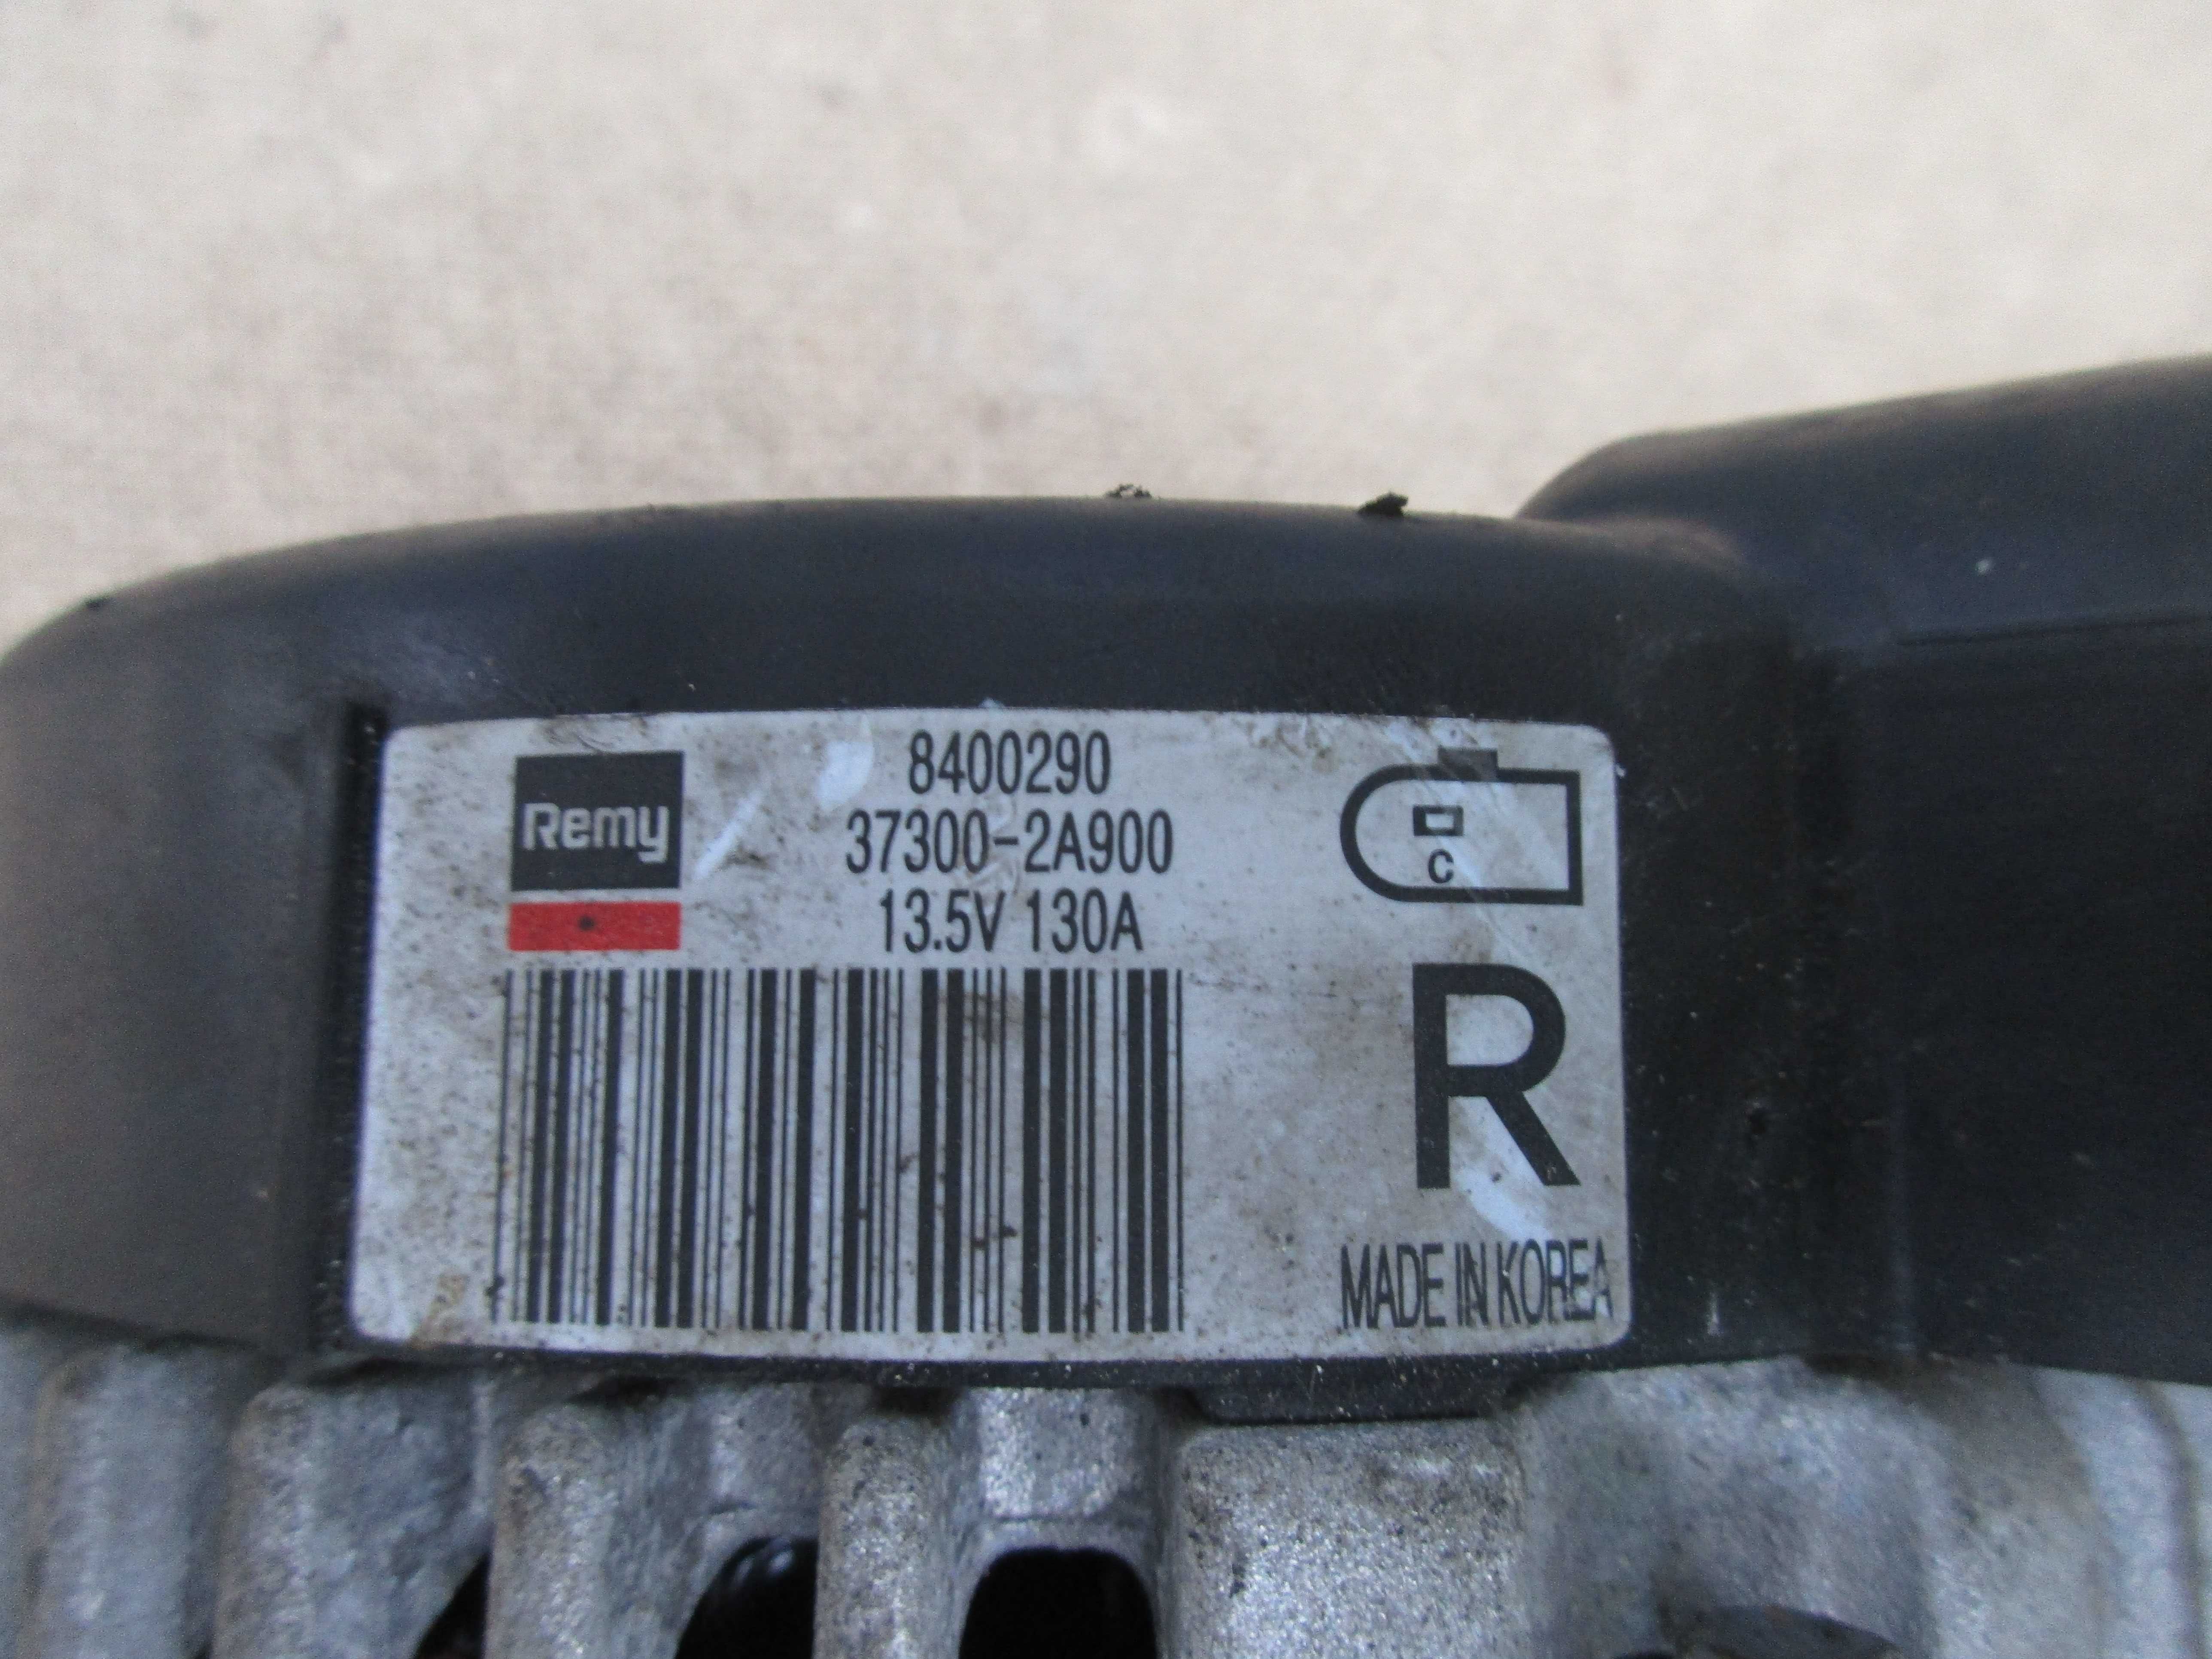 Remy
8400290
37300-2A900
13.5V 130A
C
R
MADE IN KOREA